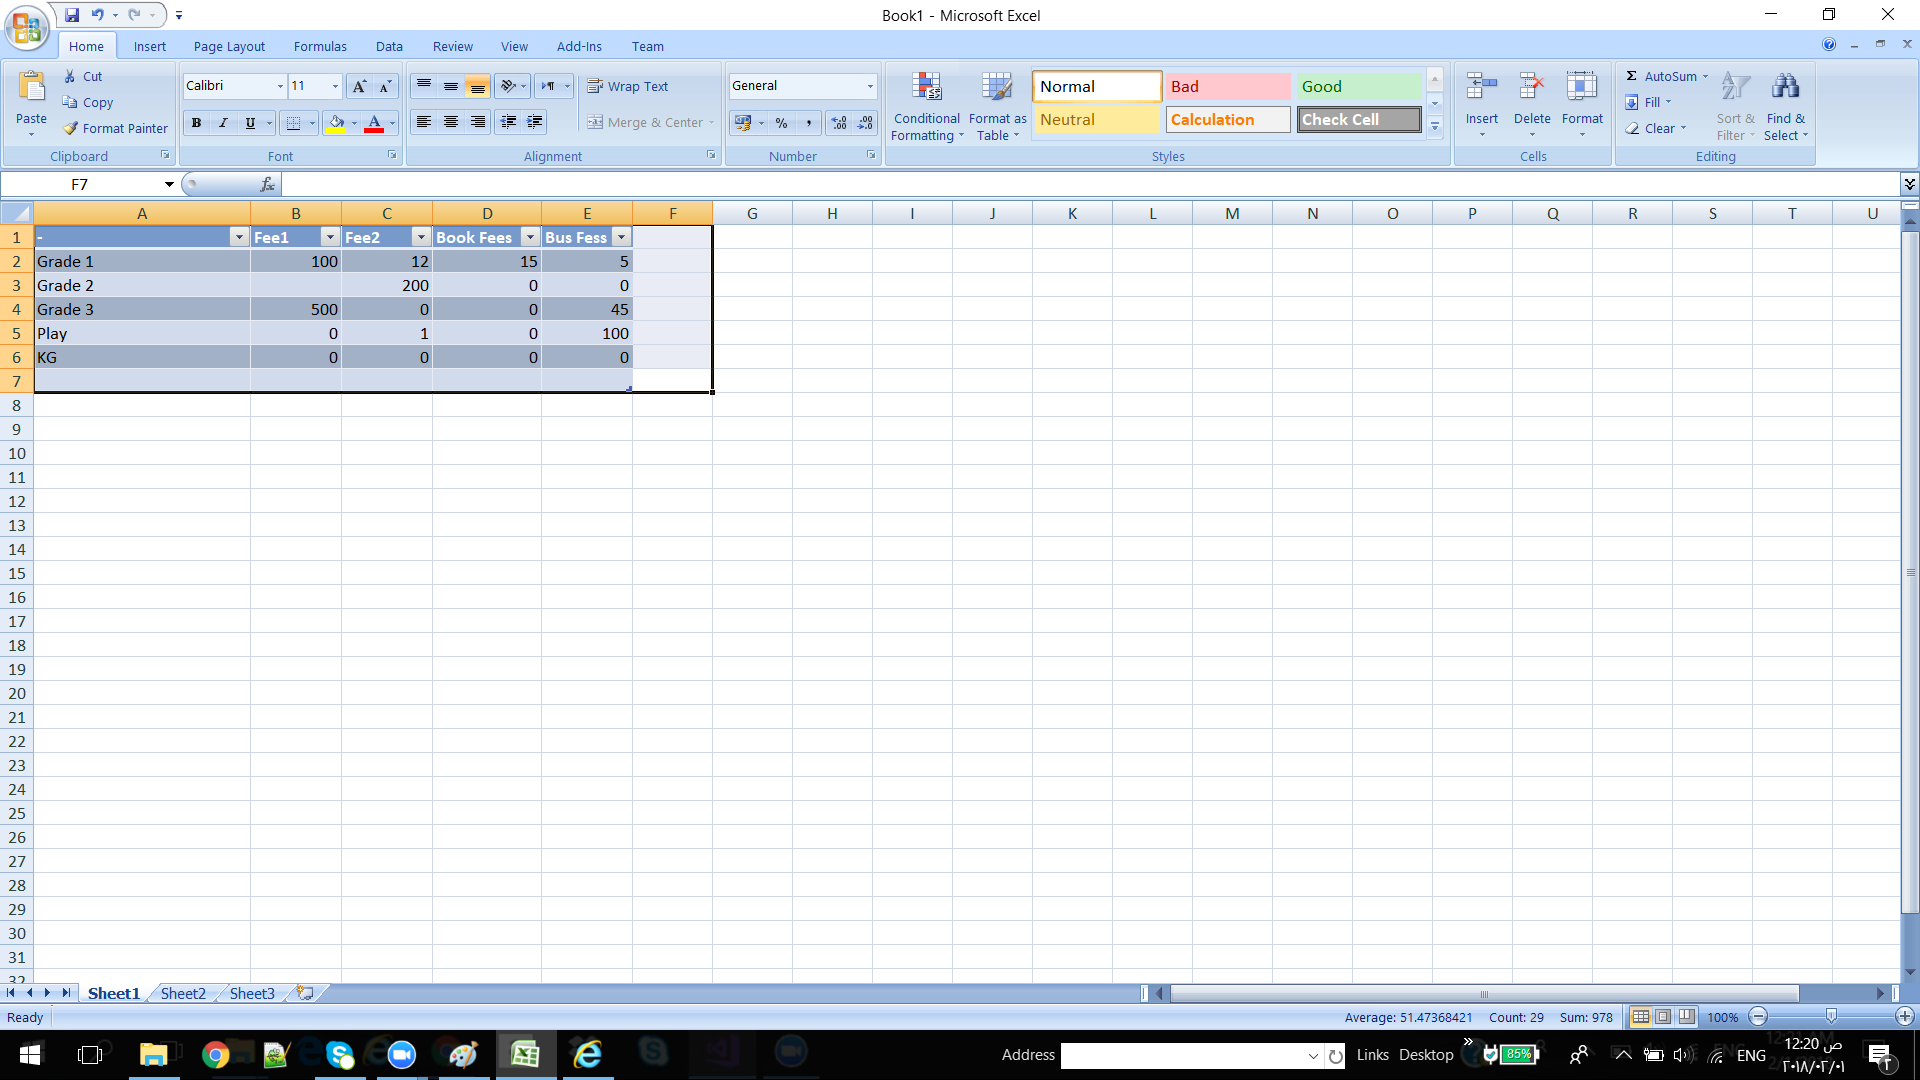 Book1 - Microsoft Excel
Home Insert Page Layout Formulas Data Review View Add-Ins Team
Paste
Cut
Copy
Format Painter
Clipboard
Calibri 11
B I U
Font
Wrap Text
Merge & Center
Alignment
General
%
Number
Conditional Formatting
Format as Table
Normal Bad Good
Neutral Calculation Check Cell
Styles
Insert Delete Format
Cells
Σ AutoSum
Fill
Clear
Sort & Filter
Find & Select
Editing
F7 fx
A B C D E F G H I J K L M N O P Q R S T U
1 - Fee1 Fee2 Book Fees Bus Fess
2 Grade 1 100 12 15 5
3 Grade 2 200 0 0
4 Grade 3 500 0 0 45
5 Play 0 1 0 100
6 KG 0 0 0 0
7
8
9
10
11
12
13
14
15
16
17
18
19
20
21
22
23
24
25
26
27
28
29
30
31
32
Sheet1 Sheet2 Sheet3
Ready Average: 51.47368421 Count: 29 Sum: 978 100%
Address Links Desktop 85% ENG 12:20 ص
٢٠١٨/٠٢/٠١